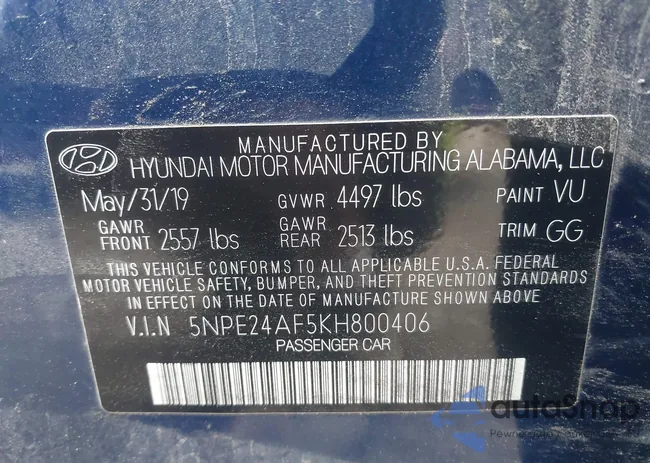 MANUFACTURED BY
HYUNDAI MOTOR MANUFACTURING ALABAMA, LLC
May/31/19 GVWR 4497 lbs PAINT VU
GAWR FRONT 2557 lbs GAWR REAR 2513 lbs TRIM GG
THIS VEHICLE CONFORMS TO ALL APPLICABLE U.S.A. FEDERAL
MOTOR VEHICLE SAFETY, BUMPER, AND THEFT PREVENTION STANDARDS
IN EFFECT ON THE DATE OF MANUFACTURE SHOWN ABOVE
V.I.N 5NPE24AF5KH800406
PASSENGER CAR
autaSnap